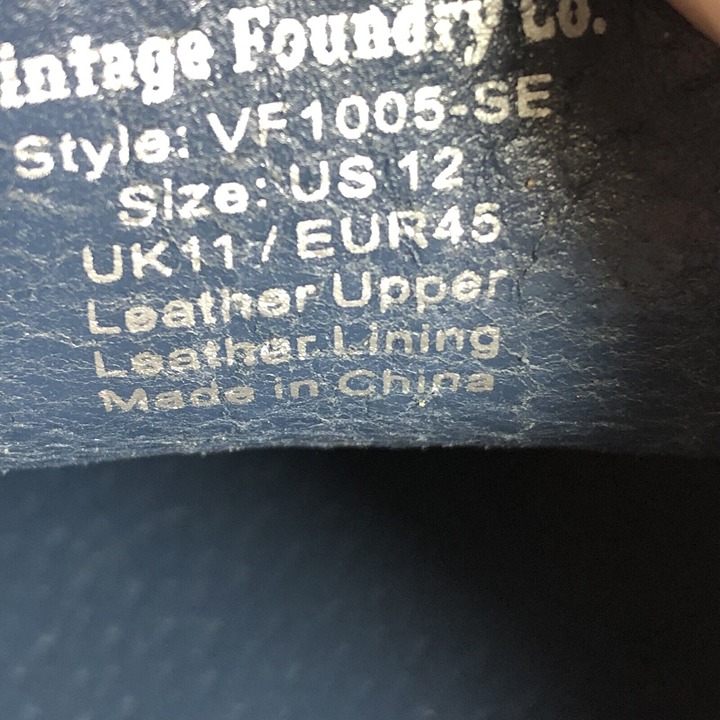 intage Foundry Co.
Style: VF1005-SE
Size: US 12
UK11 / EUR45
Leather Upper
Leather Lining
Made in China